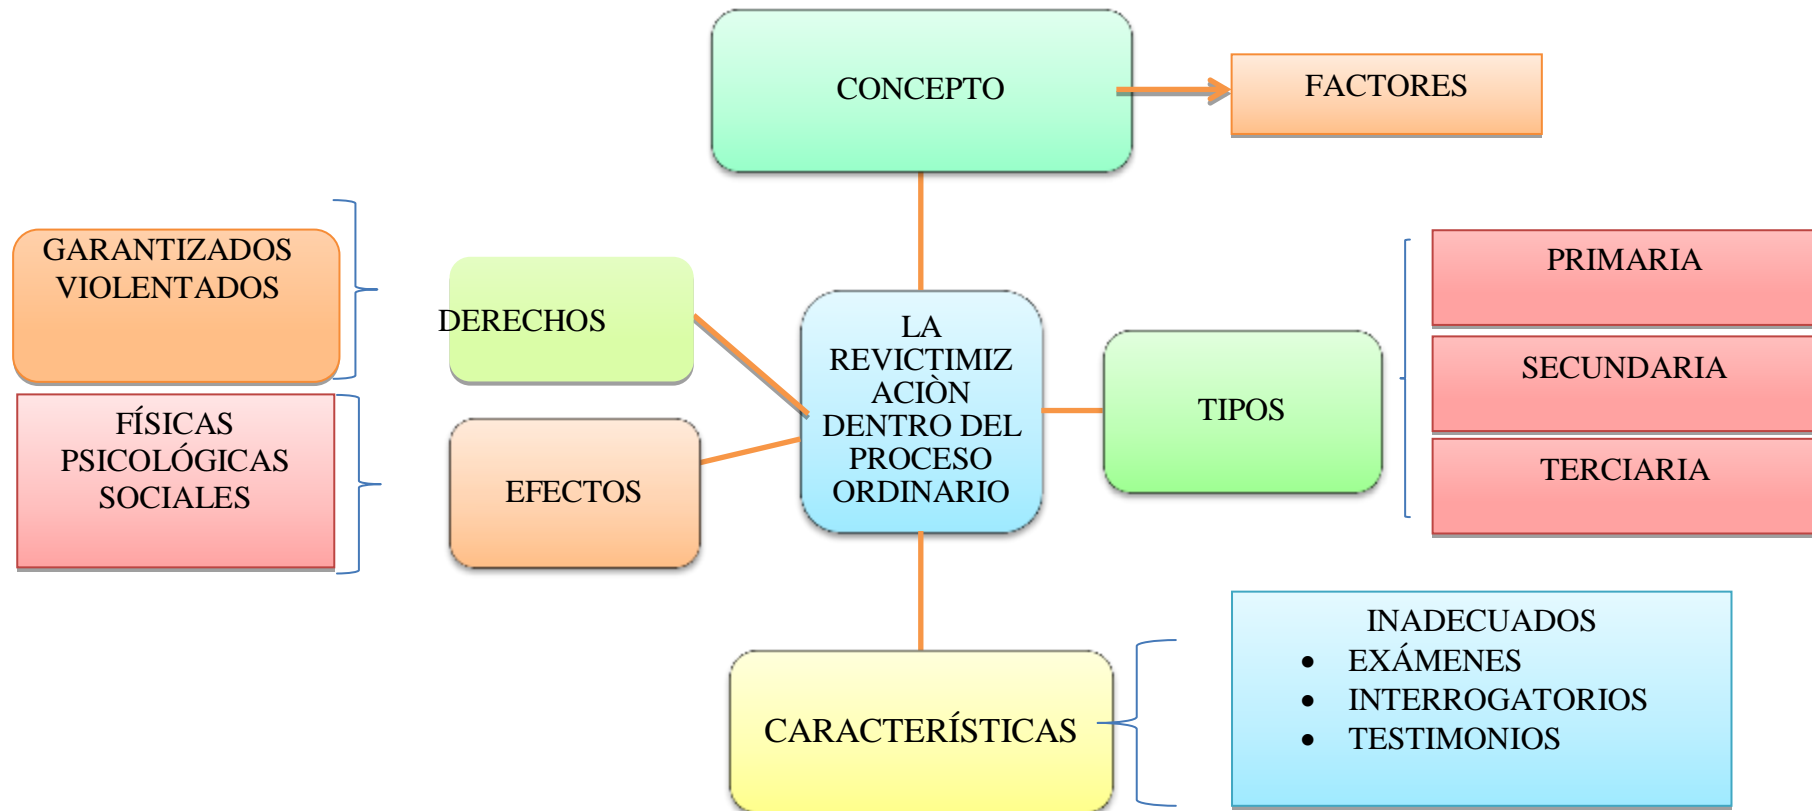 CONCEPTO
FACTORES
GARANTIZADOS
VIOLENTADOS
DERECHOS
FÍSICAS
PSICOLÓGICAS
SOCIALES
EFECTOS
LA
REVICTIMIZ
ACIÒN
DENTRO DEL
PROCESO
ORDINARIO
TIPOS
PRIMARIA
SECUNDARIA
TERCIARIA
CARACTERÍSTICAS
INADECUADOS
• EXÁMENES
• INTERROGATORIOS
• TESTIMONIOS